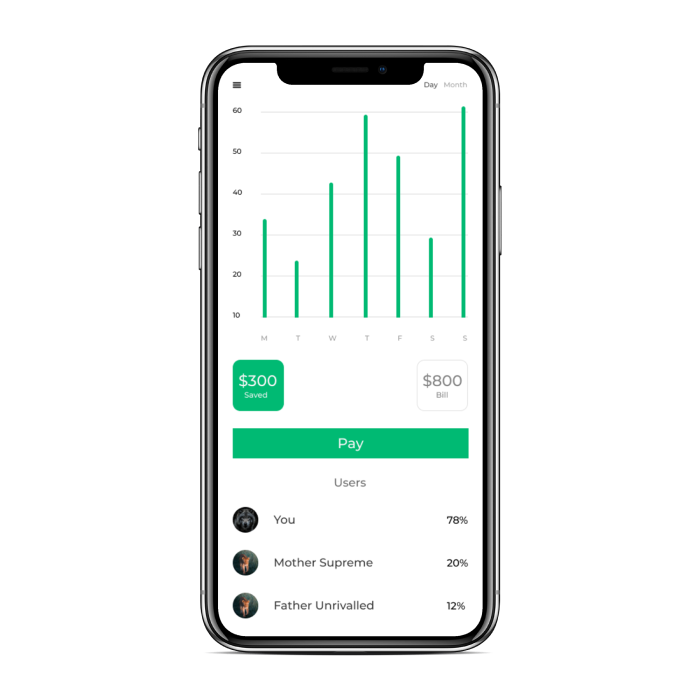 Day Month
60
50
40
30
20
10
M T W T F S S
$300 $800
Saved Bill
Pay
Users
You 78%
Mother Supreme 20%
Father Unrivalled 12%